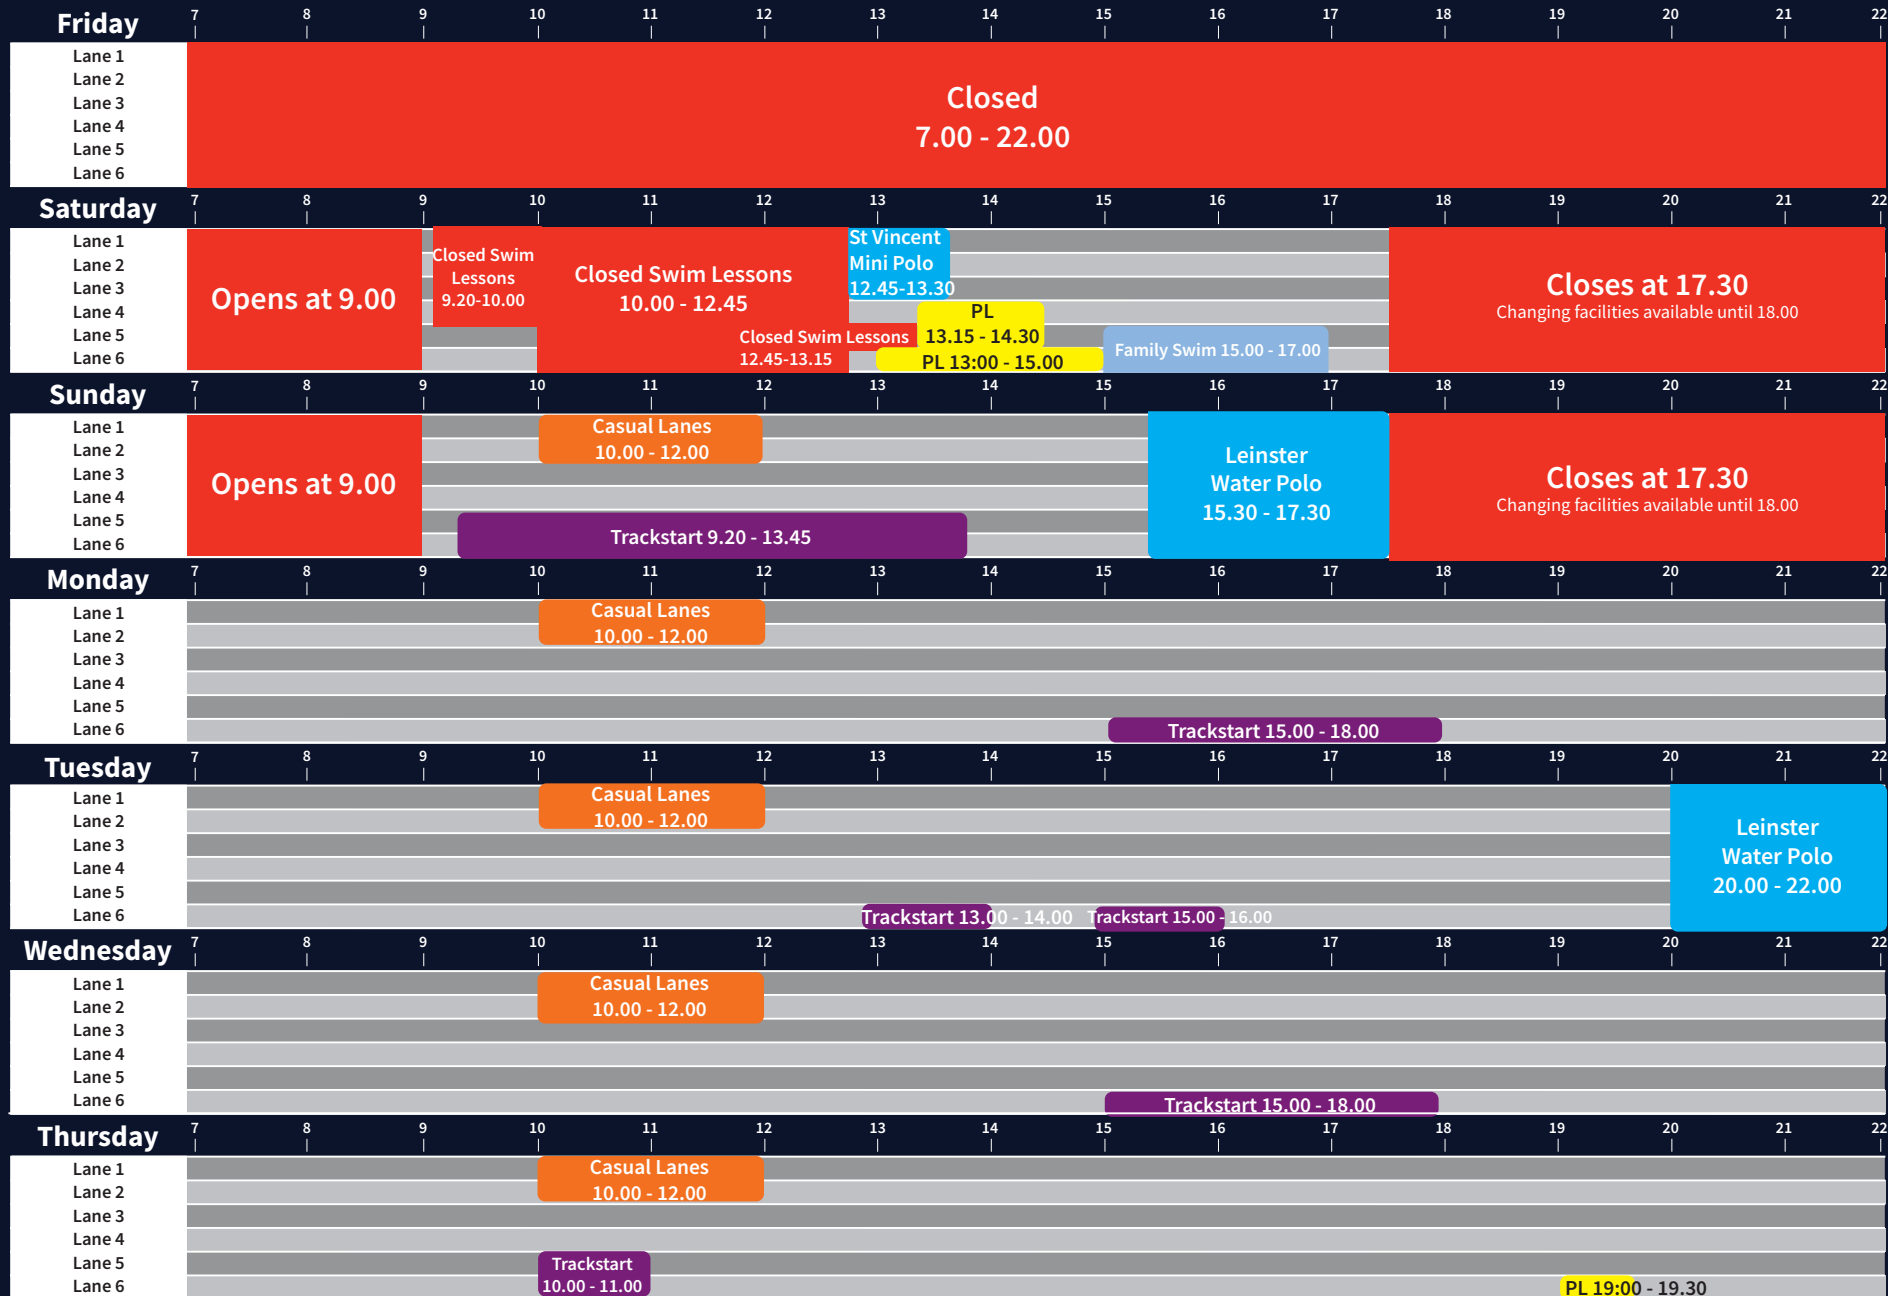 Friday
7 8 9 10 11 12 13 14 15 16 17 18 19 20 21 22
Lane 1
Lane 2
Lane 3
Lane 4
Lane 5
Lane 6
Closed
7.00 - 22.00
Saturday
7 8 9 10 11 12 13 14 15 16 17 18 19 20 21 22
Lane 1
Lane 2
Lane 3
Lane 4
Lane 5
Lane 6
Opens at 9.00
Closed Swim
Lessons
9.20-10.00
Closed Swim Lessons
10.00 - 12.45
Closed Swim Lessons
12.45-13.15
St Vincent
Mini Polo
12.45-13.30
PL
13.15 - 14.30
PL 13:00 - 15.00
Family Swim 15.00 - 17.00
Closes at 17.30
Changing facilities available until 18.00
Sunday
7 8 9 10 11 12 13 14 15 16 17 18 19 20 21 22
Lane 1
Lane 2
Lane 3
Lane 4
Lane 5
Lane 6
Opens at 9.00
Casual Lanes
10.00 - 12.00
Trackstart 9.20 - 13.45
Leinster
Water Polo
15.30 - 17.30
Closes at 17.30
Changing facilities available until 18.00
Monday
7 8 9 10 11 12 13 14 15 16 17 18 19 20 21 22
Lane 1
Lane 2
Lane 3
Lane 4
Lane 5
Lane 6
Casual Lanes
10.00 - 12.00
Trackstart 15.00 - 18.00
Tuesday
7 8 9 10 11 12 13 14 15 16 17 18 19 20 21 22
Lane 1
Lane 2
Lane 3
Lane 4
Lane 5
Lane 6
Casual Lanes
10.00 - 12.00
Trackstart 13.00 - 14.00
Trackstart 15.00 - 16.00
Leinster
Water Polo
20.00 - 22.00
Wednesday
7 8 9 10 11 12 13 14 15 16 17 18 19 20 21 22
Lane 1
Lane 2
Lane 3
Lane 4
Lane 5
Lane 6
Casual Lanes
10.00 - 12.00
Trackstart 15.00 - 18.00
Thursday
7 8 9 10 11 12 13 14 15 16 17 18 19 20 21 22
Lane 1
Lane 2
Lane 3
Lane 4
Lane 5
Lane 6
Casual Lanes
10.00 - 12.00
Trackstart
10.00 - 11.00
PL 19:00 - 19.30